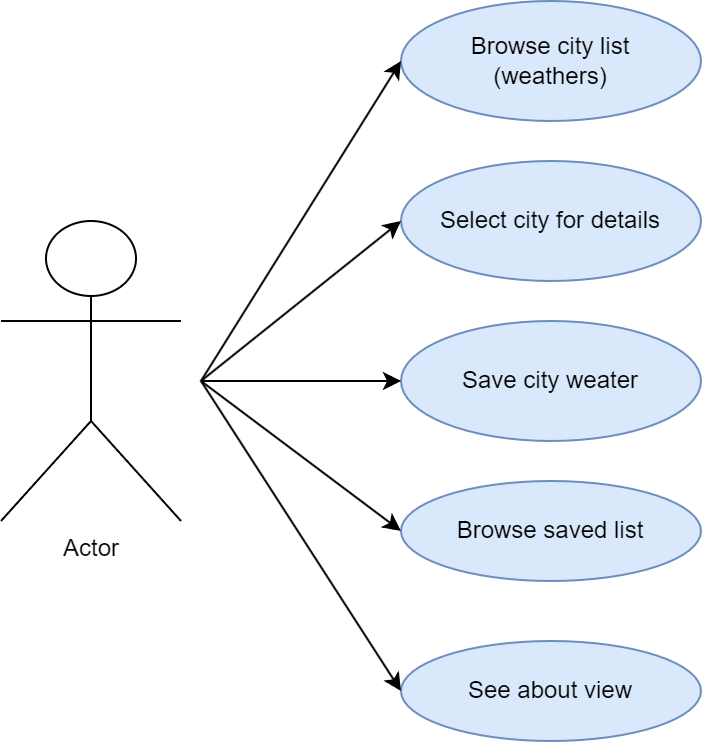 Browse city list
(weathers)
Select city for details
Save city weater
Browse saved list
Actor
See about view